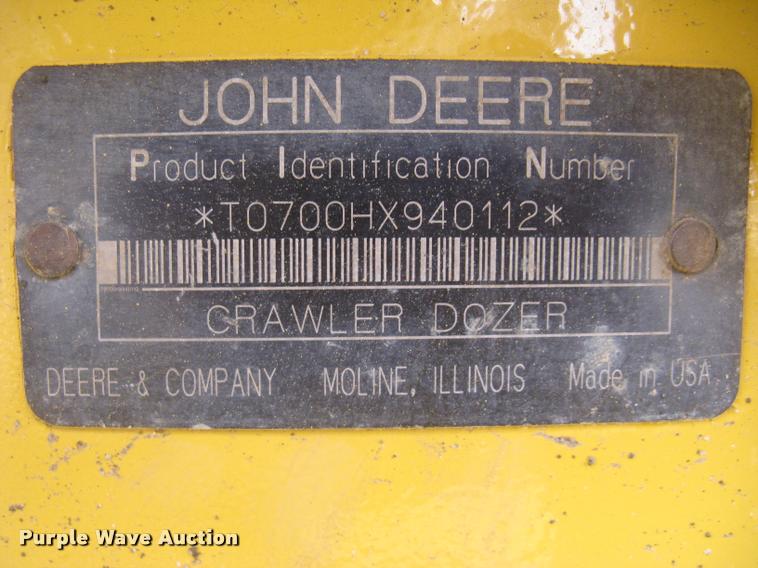 JOHN DEERE
Product Identification Number
*T0700HX940112*
CRAWLER DOZER
DEERE & COMPANY MOLINE, ILLINOIS Made in USA
Purple Wave Auction